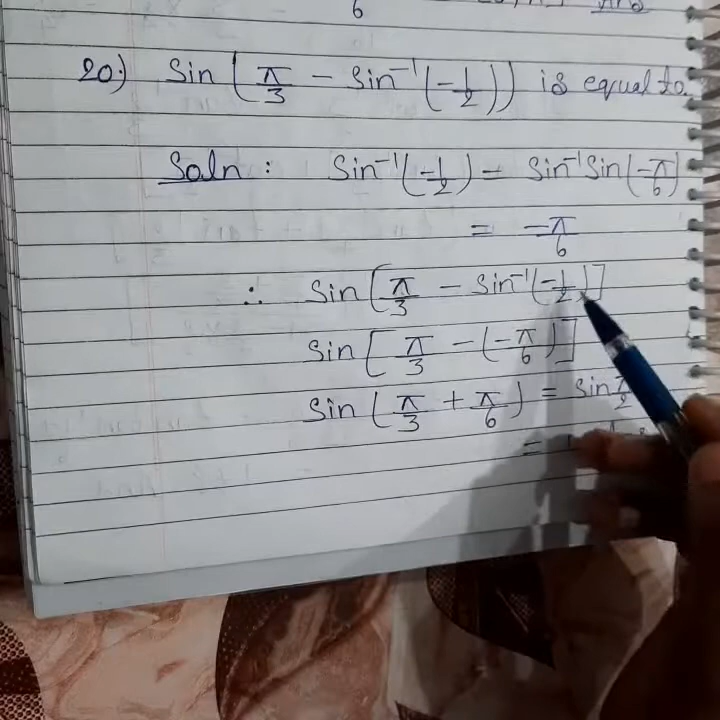 6
20) Sin (π/3 − Sin⁻¹(−1/2)) is equal to
Soln : Sin⁻¹(−1/2) = Sin⁻¹Sin(−π/6)
= −π/6
∴ Sin[π/3 − Sin⁻¹(−1/2)]
Sin[π/3 − (−π/6)]
Sin(π/3 + π/6) = Sin π/2
=